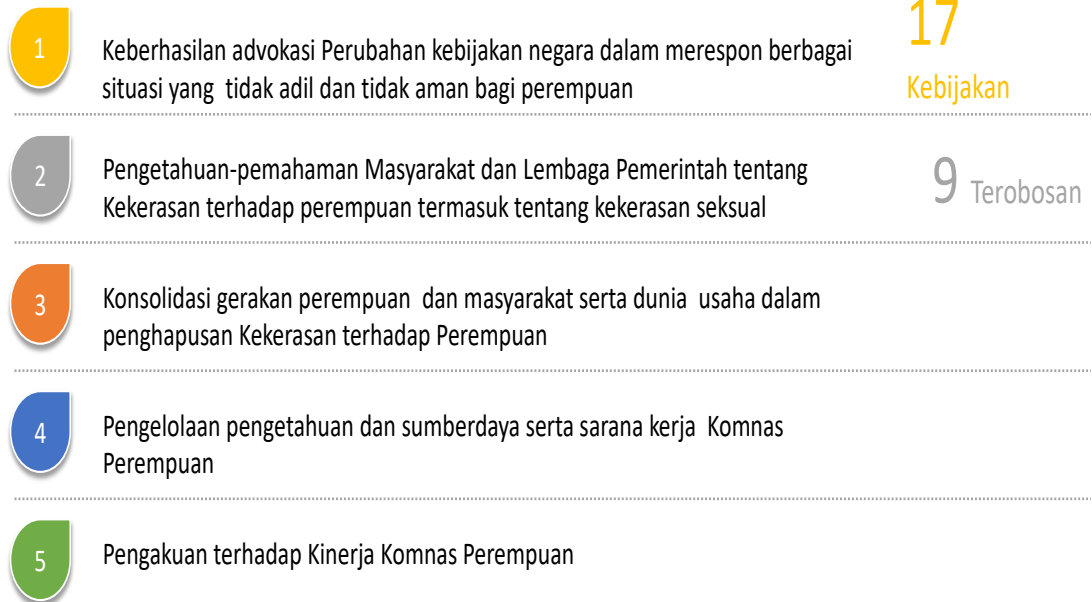 1
Keberhasilan advokasi Perubahan kebijakan negara dalam merespon berbagai
situasi yang tidak adil dan tidak aman bagi perempuan
17
Kebijakan
2
Pengetahuan-pemahaman Masyarakat dan Lembaga Pemerintah tentang
Kekerasan terhadap perempuan termasuk tentang kekerasan seksual
9 Terobosan
3
Konsolidasi gerakan perempuan dan masyarakat serta dunia usaha dalam
penghapusan Kekerasan terhadap Perempuan
4
Pengelolaan pengetahuan dan sumberdaya serta sarana kerja Komnas
Perempuan
5
Pengakuan terhadap Kinerja Komnas Perempuan